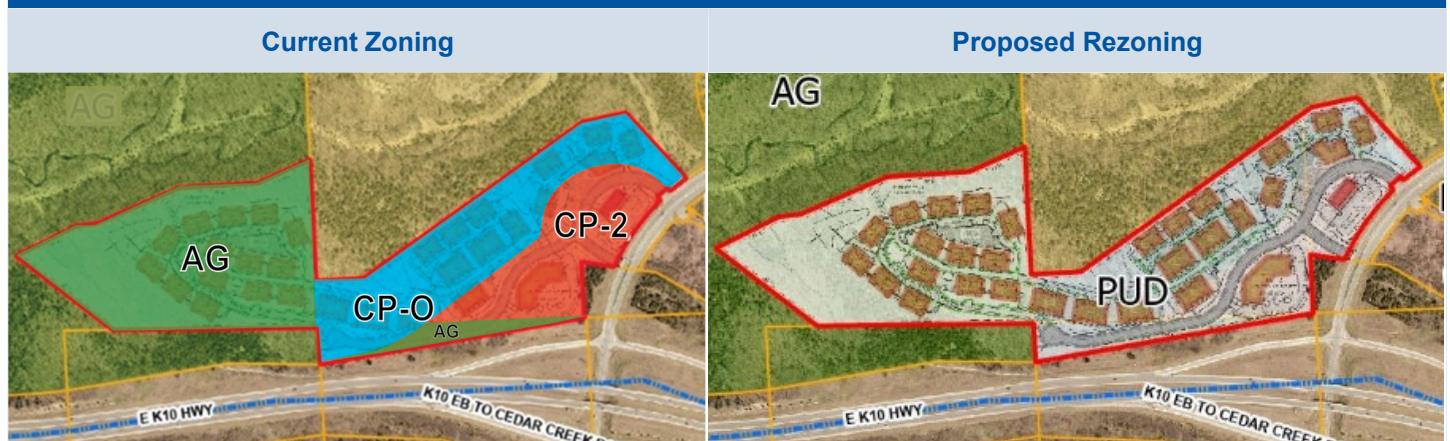 Current Zoning
Proposed Rezoning
AG
AG
CP-O
CP-2
AG
E K10 HWY
K10 EB TO CEDAR CREEK
AG
PUD
E K10 HWY
K10 EB TO CEDAR CREEK